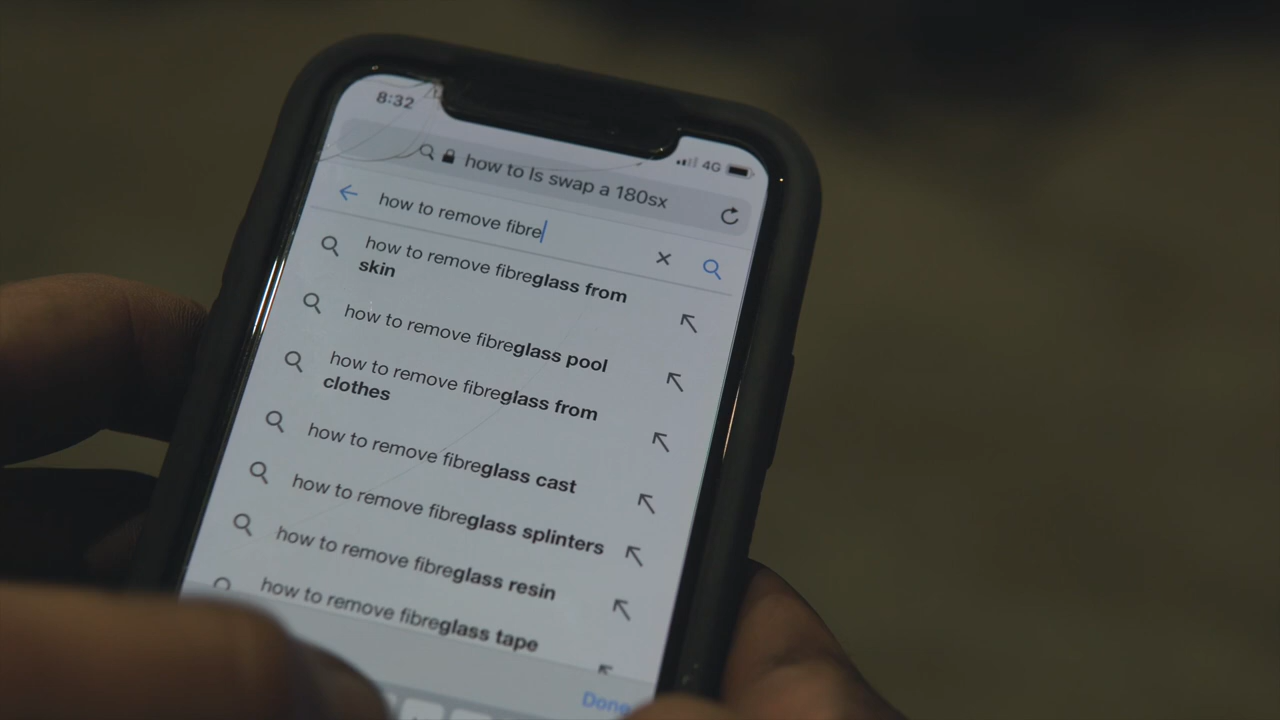 8:32
4G
how to ls swap a 180sx
how to remove fibre
how to remove fibreglass from
skin
how to remove fibreglass pool
how to remove fibreglass from
clothes
how to remove fibreglass cast
how to remove fibreglass splinters
how to remove fibreglass resin
how to remove fibreglass tape
Done